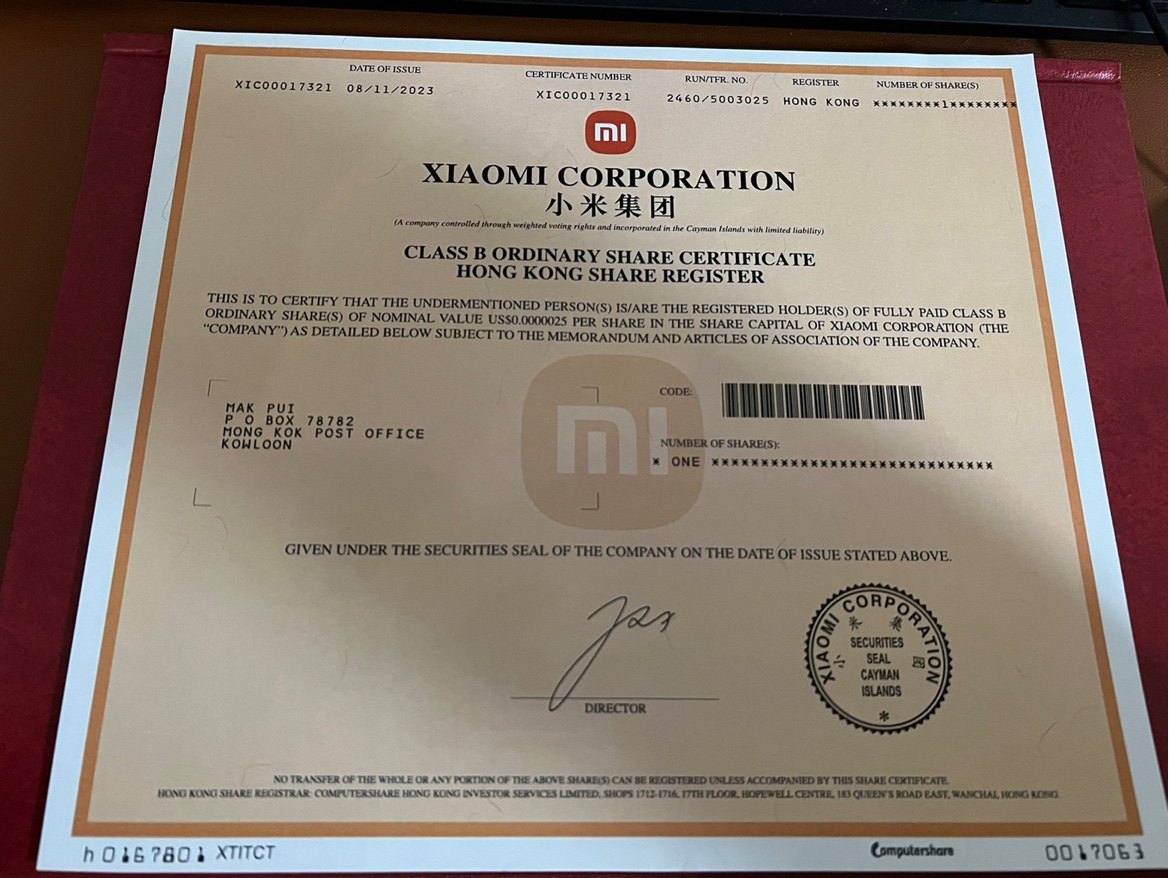 DATE OF ISSUE
CERTIFICATE NUMBER
RUN/TFR. NO.
REGISTER
NUMBER OF SHARE(S)
XIC00017321 08/11/2023
XIC00017321
2460/5003025
HONG KONG
********1********
mi
XIAOMI CORPORATION
小米集团
(A company controlled through weighted voting rights and incorporated in the Cayman Islands with limited liability)
CLASS B ORDINARY SHARE CERTIFICATE
HONG KONG SHARE REGISTER
THIS IS TO CERTIFY THAT THE UNDERMENTIONED PERSON(S) IS/ARE THE REGISTERED HOLDER(S) OF FULLY PAID CLASS B
ORDINARY SHARE(S) OF NOMINAL VALUE US$0.0000025 PER SHARE IN THE SHARE CAPITAL OF XIAOMI CORPORATION (THE
“COMPANY”) AS DETAILED BELOW SUBJECT TO THE MEMORANDUM AND ARTICLES OF ASSOCIATION OF THE COMPANY.
MAK PUI
P O BOX 78782
MONG KOK POST OFFICE
KOWLOON
mi
CODE:
NUMBER OF SHARE(S):
* ONE ****************************
GIVEN UNDER THE SECURITIES SEAL OF THE COMPANY ON THE DATE OF ISSUE STATED ABOVE.
DIRECTOR
XIAOMI CORPORATION
小米集团
SECURITIES
SEAL
CAYMAN
ISLANDS
*
NO TRANSFER OF THE WHOLE OR ANY PORTION OF THE ABOVE SHARE(S) CAN BE REGISTERED UNLESS ACCOMPANIED BY THIS SHARE CERTIFICATE.
HONG KONG SHARE REGISTRAR: COMPUTERSHARE HONG KONG INVESTOR SERVICES LIMITED, SHOPS 1712-1716, 17TH FLOOR, HOPEWELL CENTRE, 183 QUEEN'S ROAD EAST, WANCHAI, HONG KONG.
h 0167801 XTITCT
Computershare
0017063